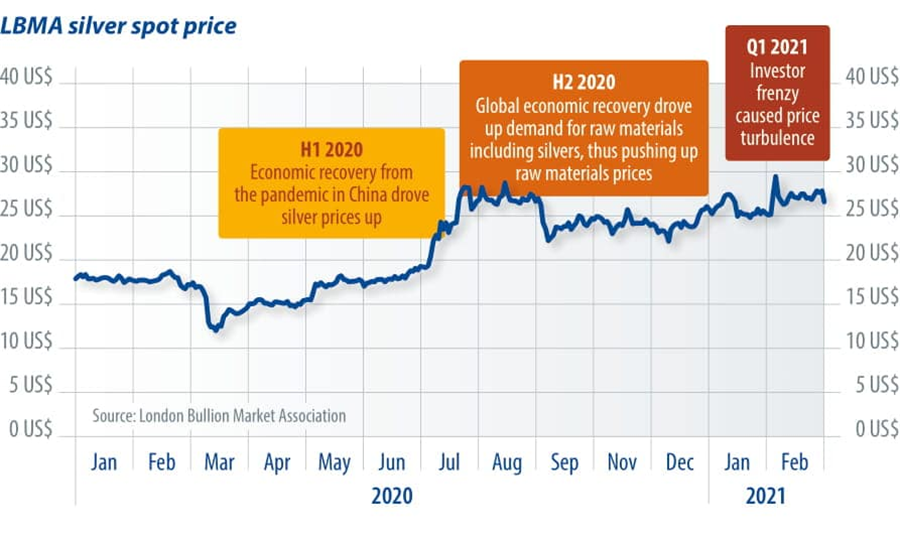 LBMA silver spot price
40 US$
35 US$
30 US$
25 US$
20 US$
15 US$
10 US$
5 US$
0 US$
H1 2020
Economic recovery from
the pandemic in China drove
silver prices up
H2 2020
Global economic recovery drove
up demand for raw materials
including silvers, thus pushing up
raw materials prices
Q1 2021
Investor
frenzy
caused price
turbulence
40 US$
35 US$
30 US$
25 US$
20 US$
15 US$
10 US$
5 US$
0 US$
Source: London Bullion Market Association
Jan Feb Mar Apr May Jun Jul Aug Sep Nov Dec Jan Feb
2020 2021